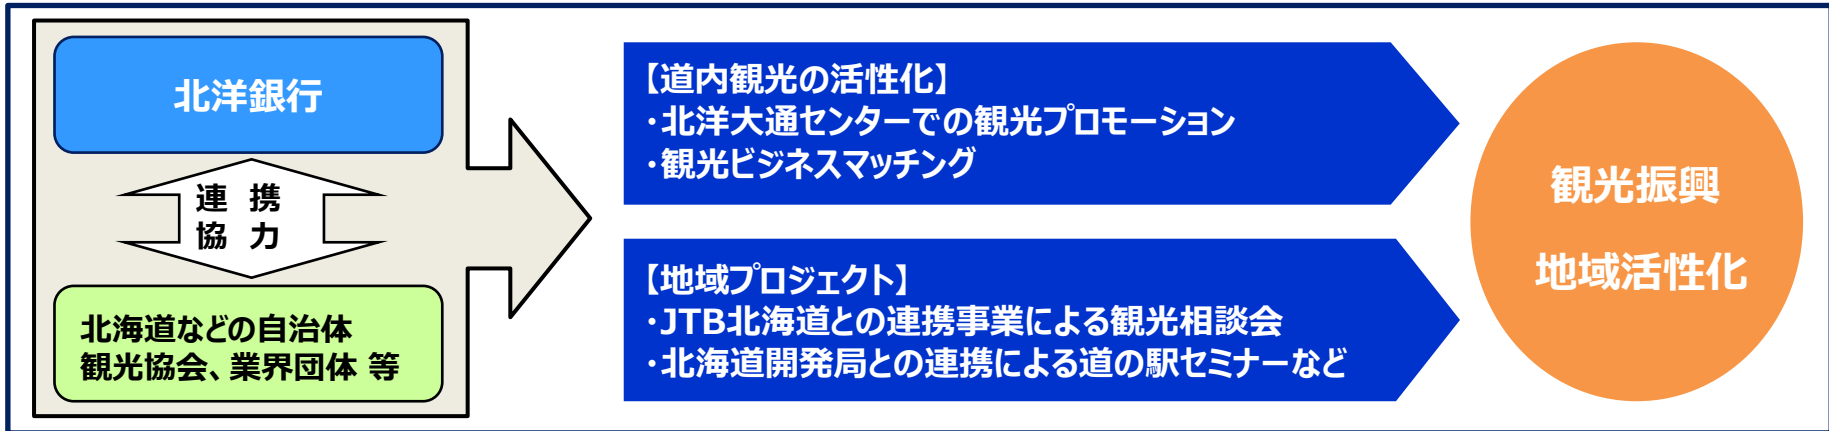 北洋銀行
連 携
協 力
北海道などの自治体
観光協会、業界団体 等
【道内観光の活性化】
・北洋大通センターでの観光プロモーション
・観光ビジネスマッチング
【地域プロジェクト】
・JTB北海道との連携事業による観光相談会
・北海道開発局との連携による道の駅セミナーなど
観光振興
地域活性化